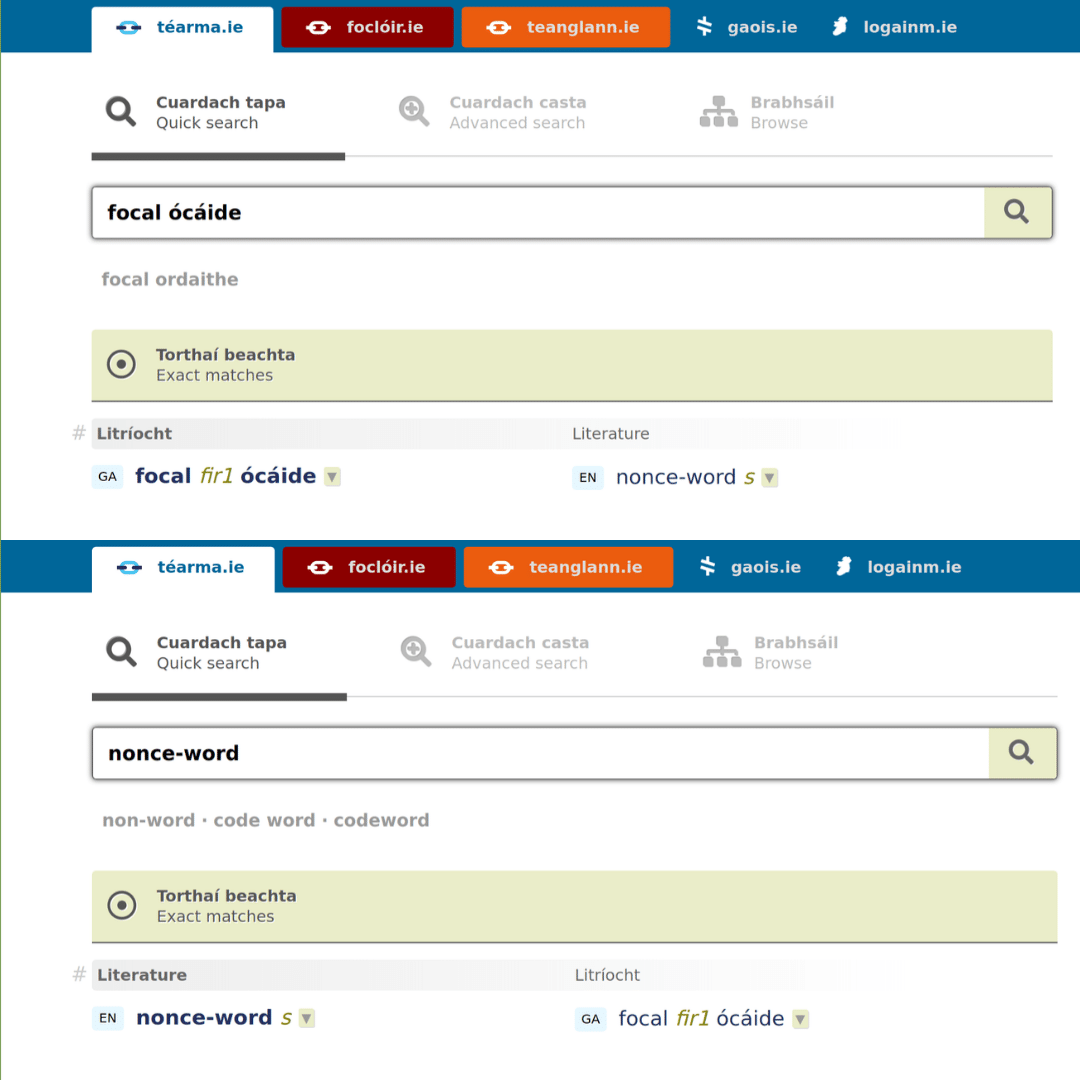 téarma.ie foclóir.ie teanglann.ie gaois.ie logainm.ie
Cuardach tapa Cuardach casta Brabhsáil
Quick search Advanced search Browse
focal ócáide
focal ordaithe
Torthaí beachta
Exact matches
# Litríocht Literature
GA focal fir1 ócáide ▼ EN nonce-word s ▼
téarma.ie foclóir.ie teanglann.ie gaois.ie logainm.ie
Cuardach tapa Cuardach casta Brabhsáil
Quick search Advanced search Browse
nonce-word
non-word · code word · codeword
Torthaí beachta
Exact matches
# Literature Litríocht
EN nonce-word s ▼ GA focal fir1 ócáide ▼